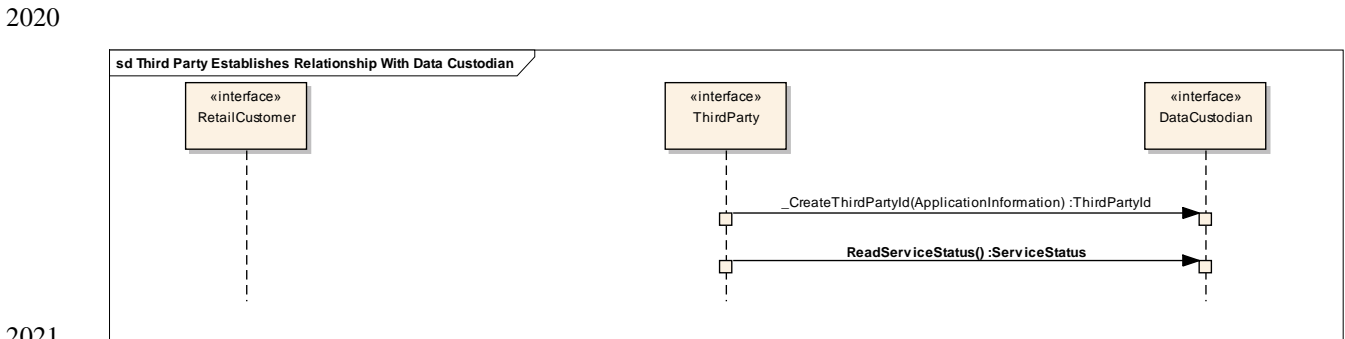 2020
sd Third Party Establishes Relationship With Data Custodian
«interface»
RetailCustomer
«interface»
ThirdParty
«interface»
DataCustodian
_CreateThirdPartyId(ApplicationInformation) :ThirdPartyId
ReadServiceStatus() :ServiceStatus
2021